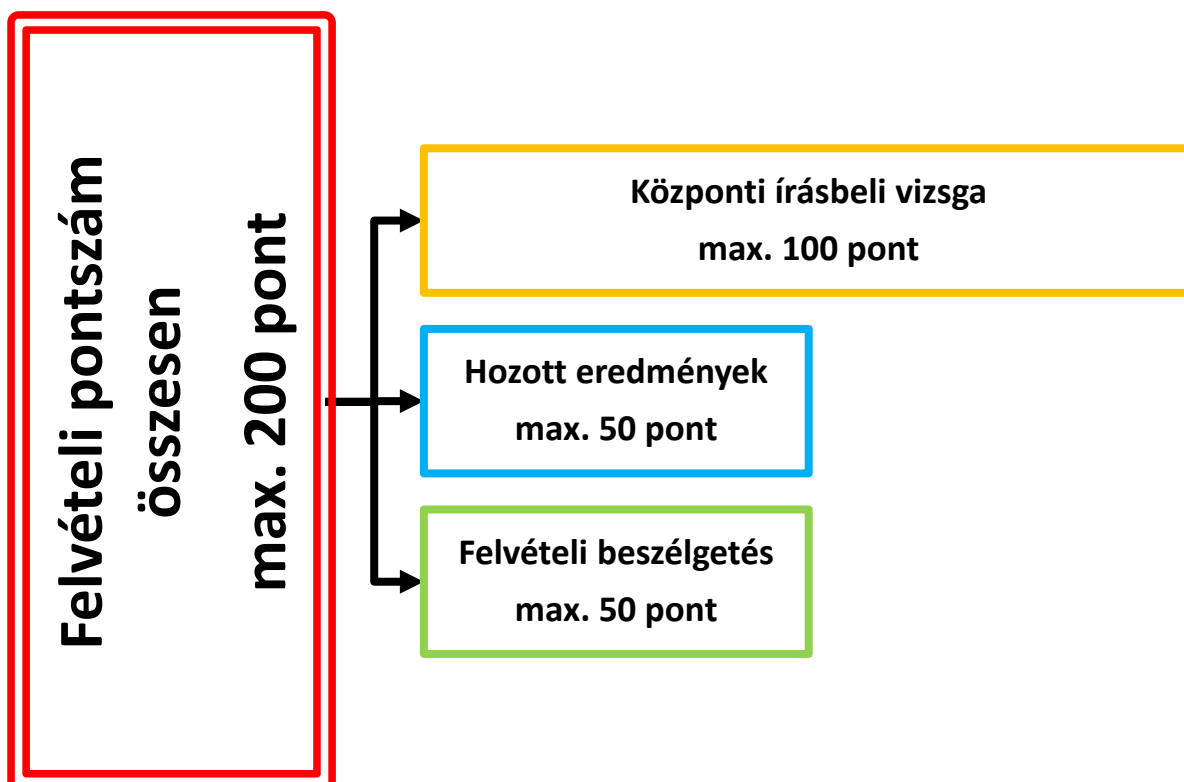 Felvételi pontszám
összesen
max. 200 pont
Központi írásbeli vizsga
max. 100 pont
Hozott eredmények
max. 50 pont
Felvételi beszélgetés
max. 50 pont